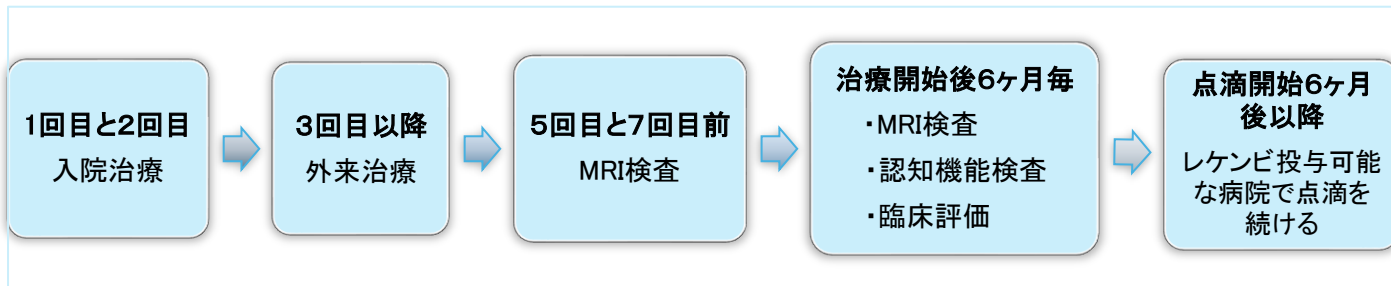 1回目と2回目
入院治療
3回目以降
外来治療
5回目と7回目前
MRI検査
治療開始後6ヶ月毎
・MRI検査
・認知機能検査
・臨床評価
点滴開始6ヶ月
後以降
レケンビ投与可能
な病院で点滴を
続ける